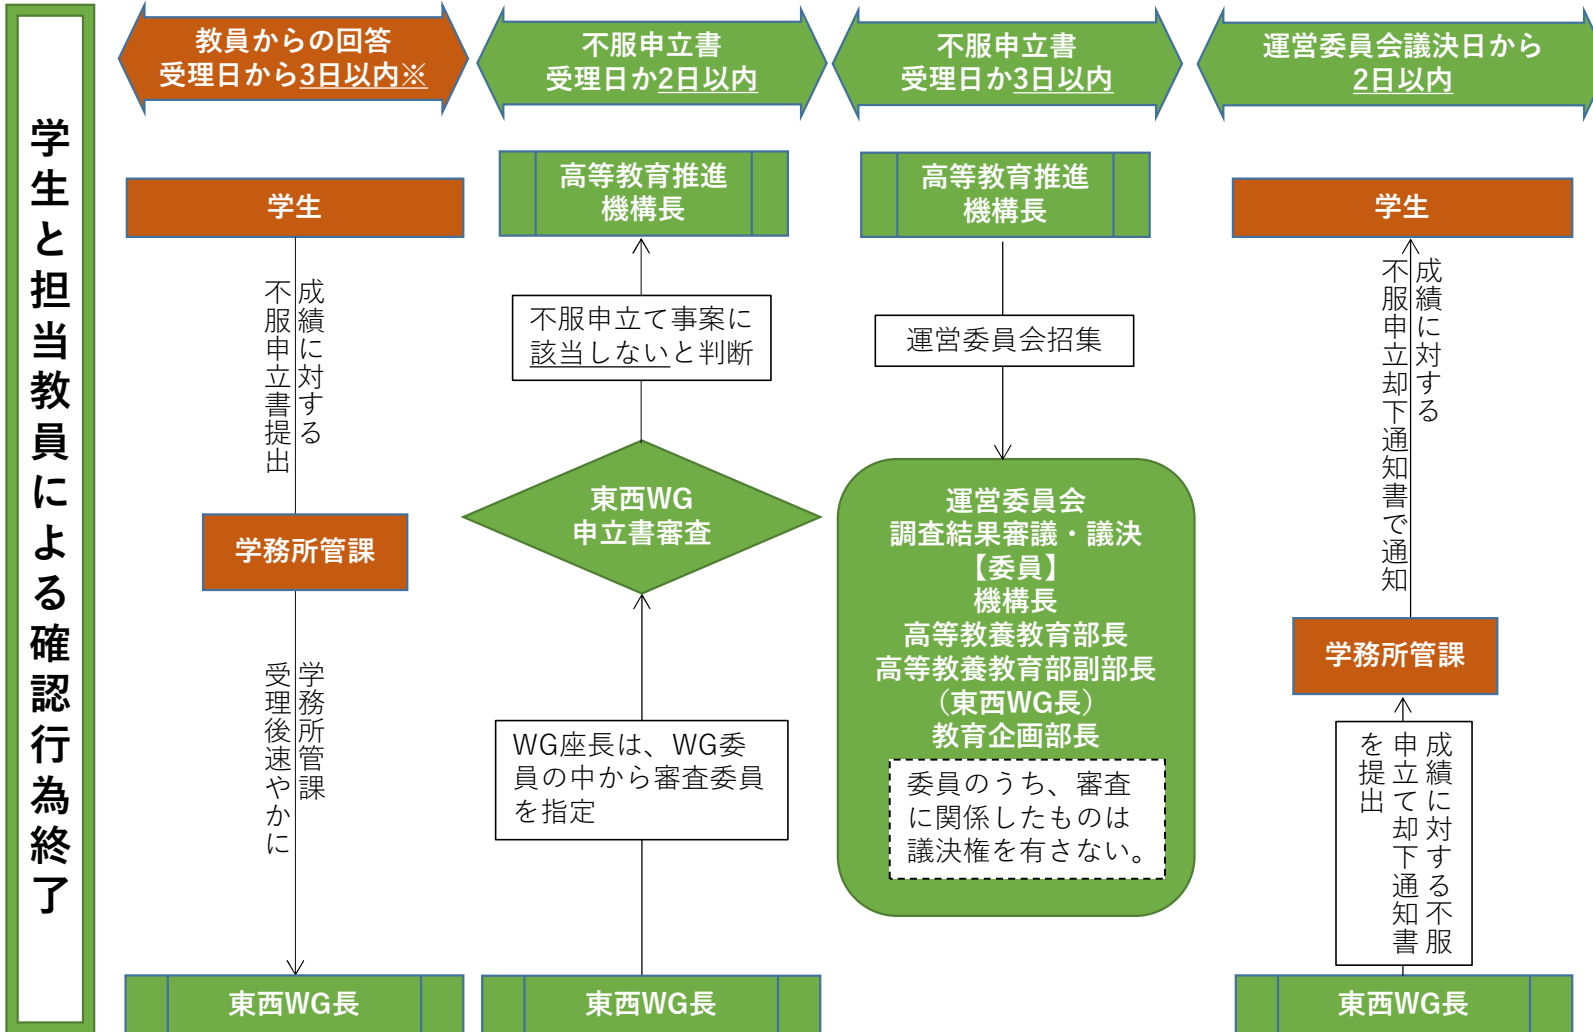 学生と担当教員による確認行為終了
教員からの回答
受理日から3日以内※
学生
成績に対する
不服申立書提出
学務所管課
学務所管課
受理後速やかに
東西WG長
不服申立書
受理日か2日以内
高等教育推進
機構長
不服申立て事案に
該当しないと判断
東西WG
申立書審査
WG座長は、WG委
員の中から審査委員
を指定
東西WG長
不服申立書
受理日か3日以内
高等教育推進
機構長
運営委員会招集
運営委員会
調査結果審議・議決
【委員】
機構長
高等教養教育部長
高等教養教育部副部長
（東西WG長）
教育企画部長
委員のうち、審査
に関係したものは
議決権を有さない。
運営委員会議決日から
2日以内
学生
成績に対する
不服申立却下通知書で通知
学務所管課
成績に対する不服
申立て却下通知書
を提出
東西WG長